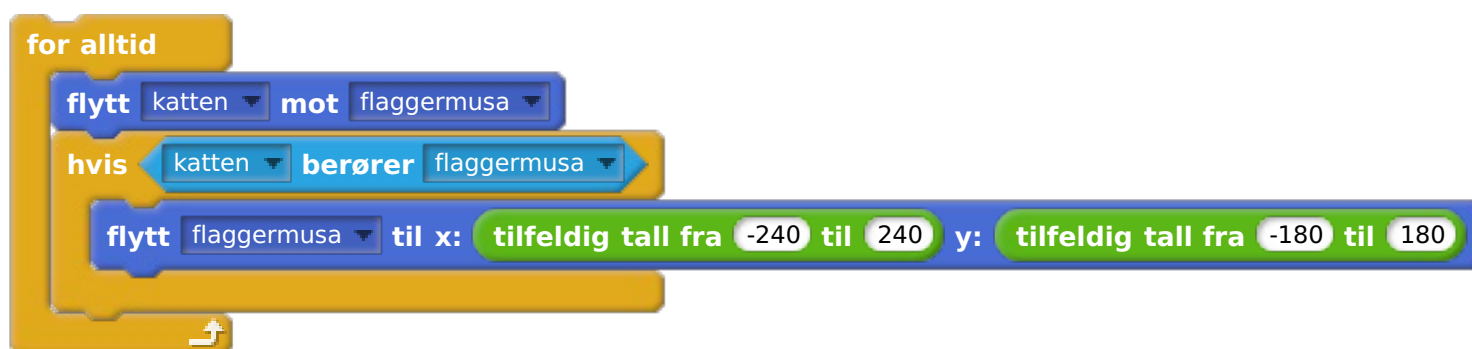 for alltid
flytt katten mot flaggermusa
hvis katten berører flaggermusa
flytt flaggermusa til x: tilfeldig tall fra -240 til 240 y: tilfeldig tall fra -180 til 180